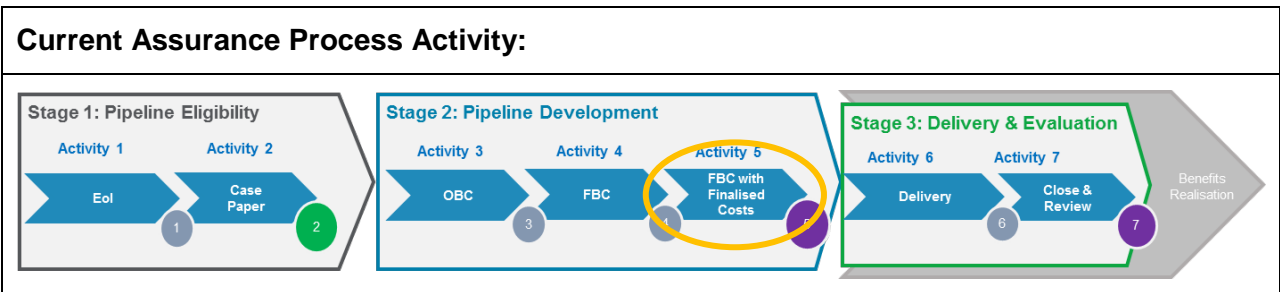 Current Assurance Process Activity:
Stage 1: Pipeline Eligibility
Activity 1
Activity 2
EoI
Case
Paper
1
2
Stage 2: Pipeline Development
Activity 3
Activity 4
Activity 5
OBC
FBC
FBC with
Finalised
Costs
3
4
5
Stage 3: Delivery & Evaluation
Activity 6
Activity 7
Delivery
Close &
Review
6
7
Benefits
Realisation